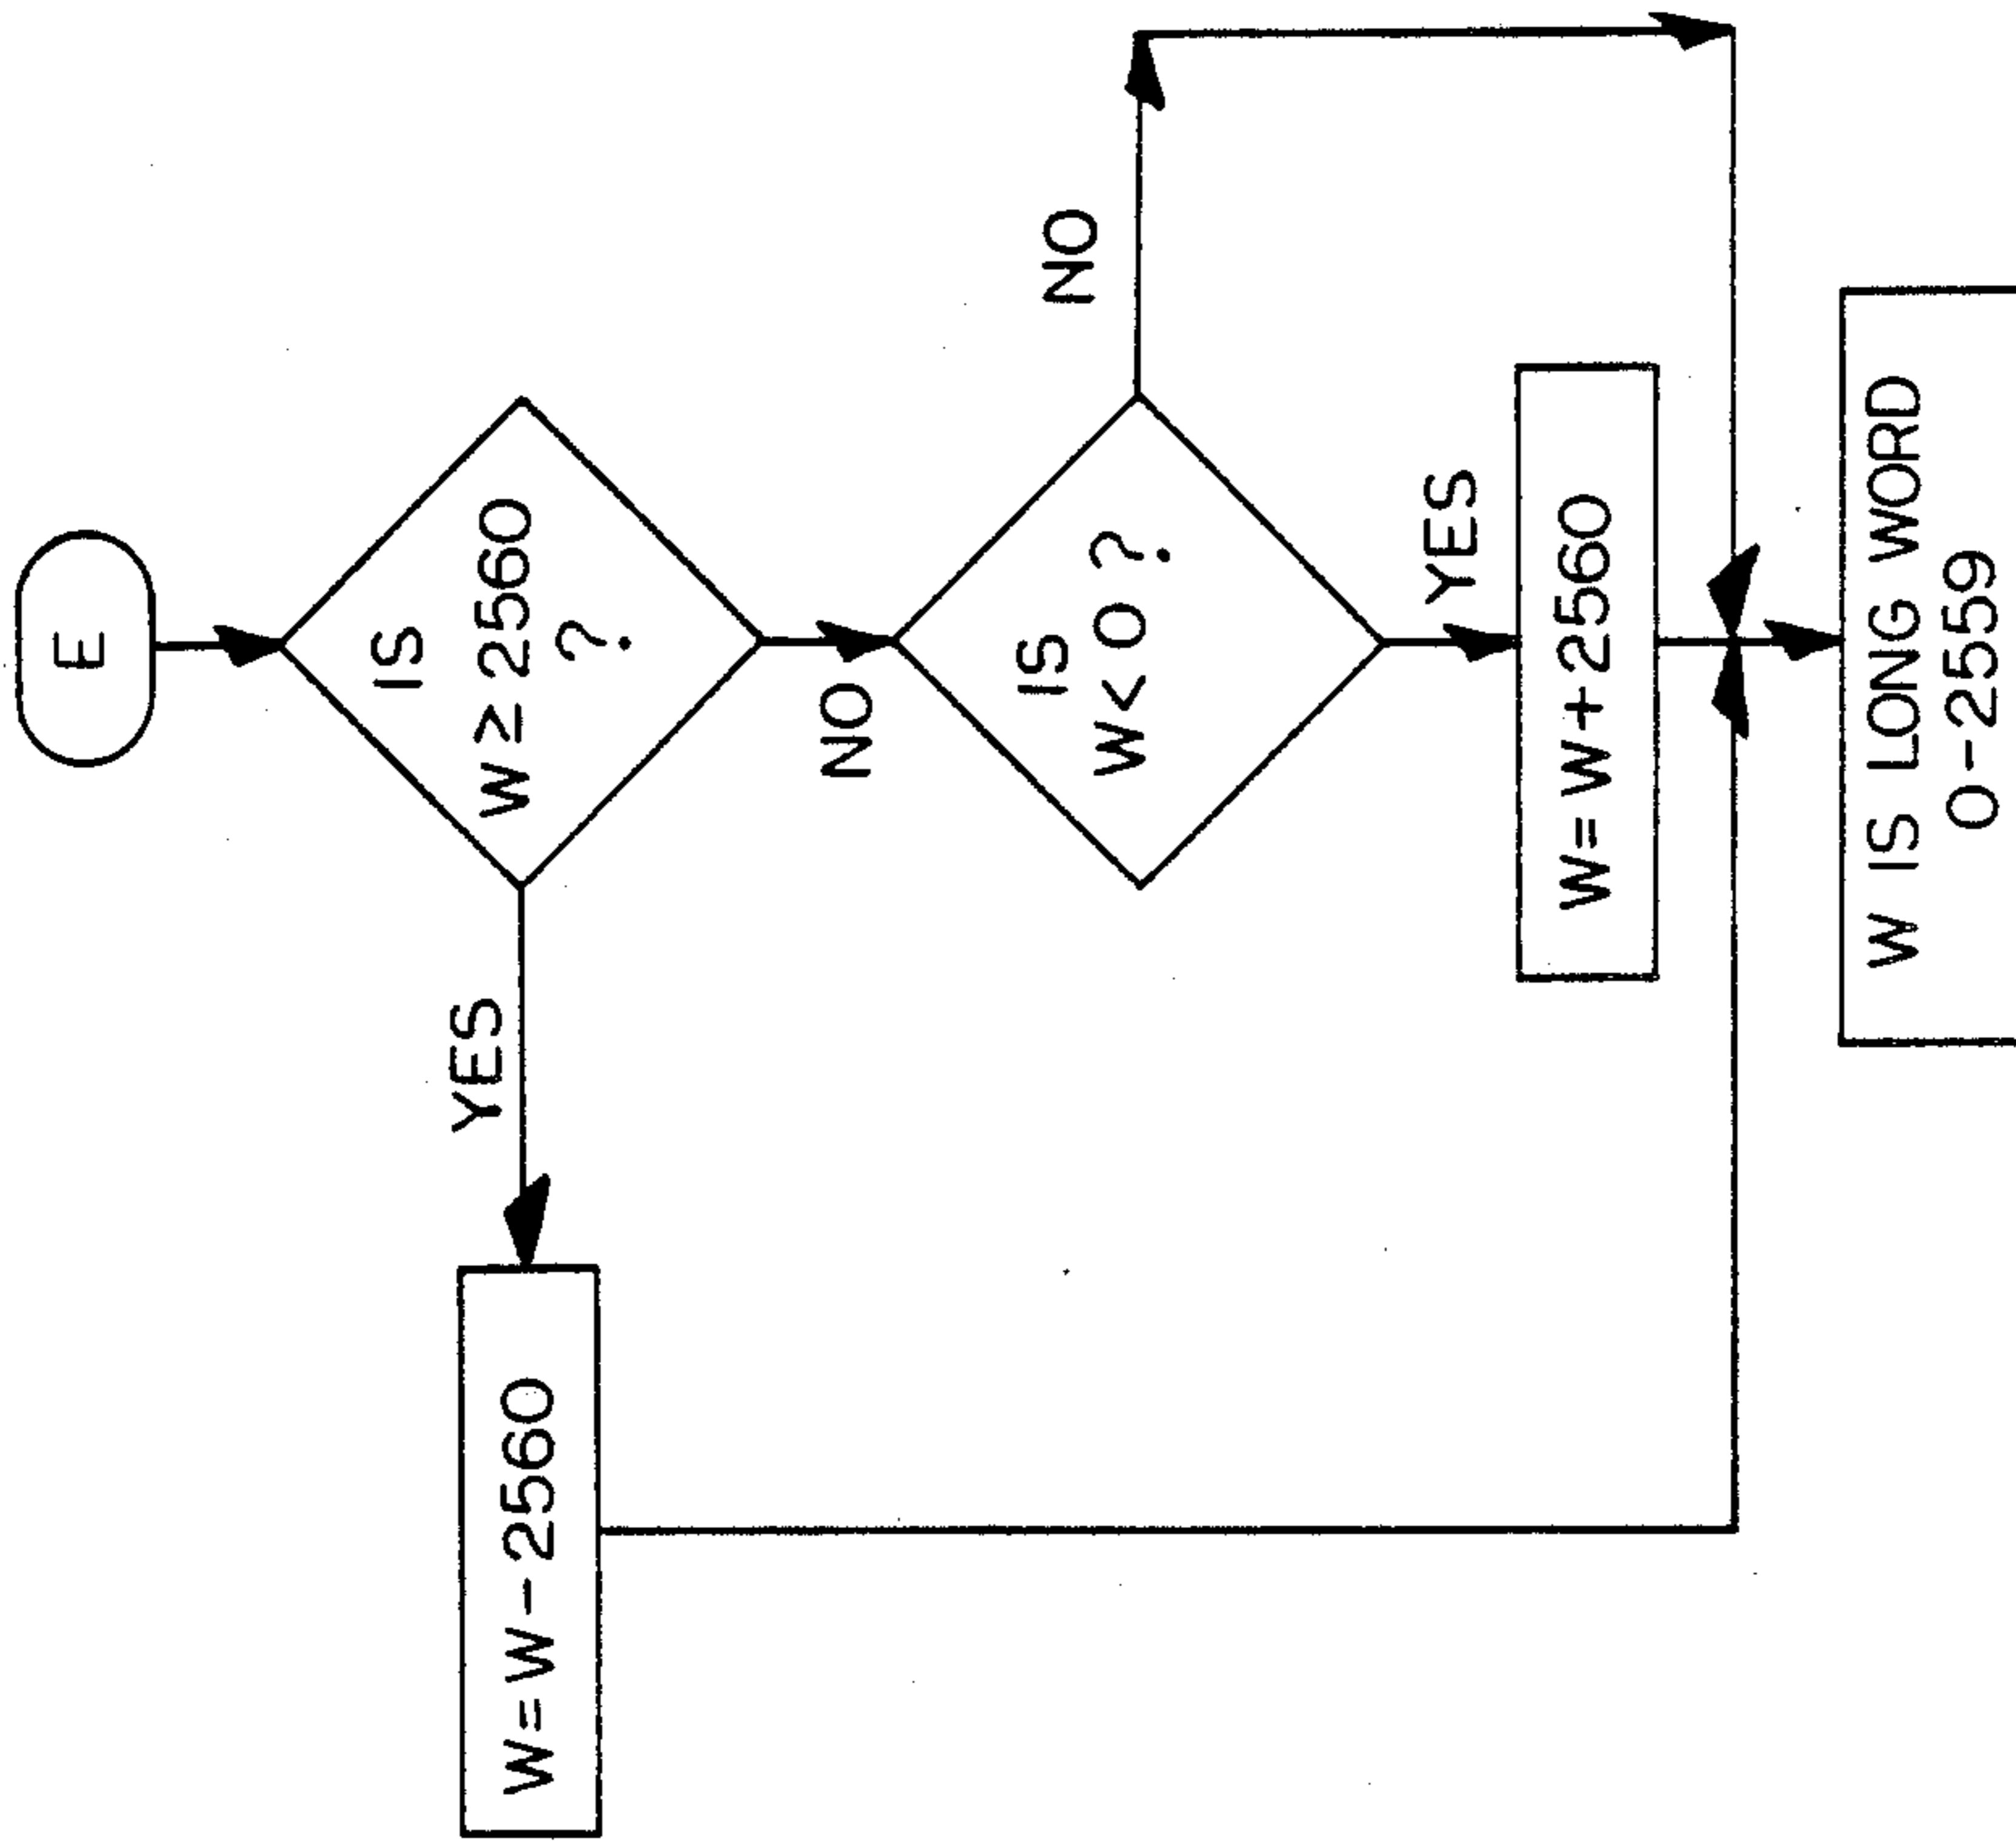 E
IS
W ≥ 2560
?
YES
W = W - 2560
NO
IS
W < 0 ?
NO
YES
W = W + 2560
W IS LONG WORD
0 - 2559